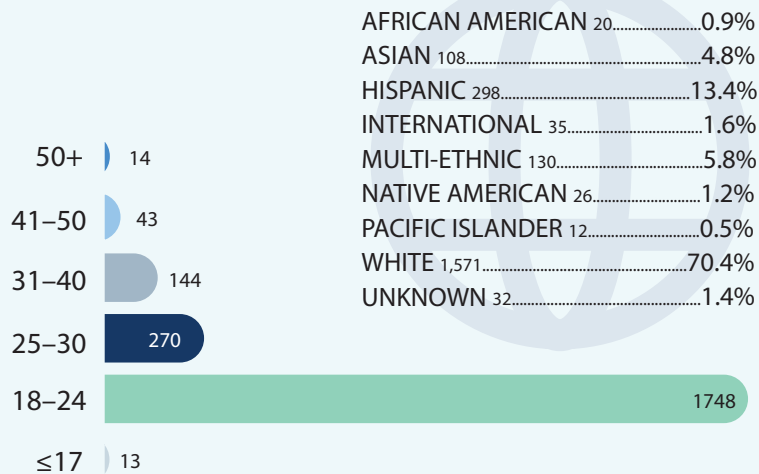 AFRICAN AMERICAN 20....................0.9%
ASIAN 108....................4.8%
HISPANIC 298....................13.4%
INTERNATIONAL 35....................1.6%
MULTI-ETHNIC 130....................5.8%
NATIVE AMERICAN 26....................1.2%
PACIFIC ISLANDER 12....................0.5%
WHITE 1,571....................70.4%
UNKNOWN 32....................1.4%
50+ 14
41–50 43
31–40 144
25–30 270
18–24 1748
≤17 13